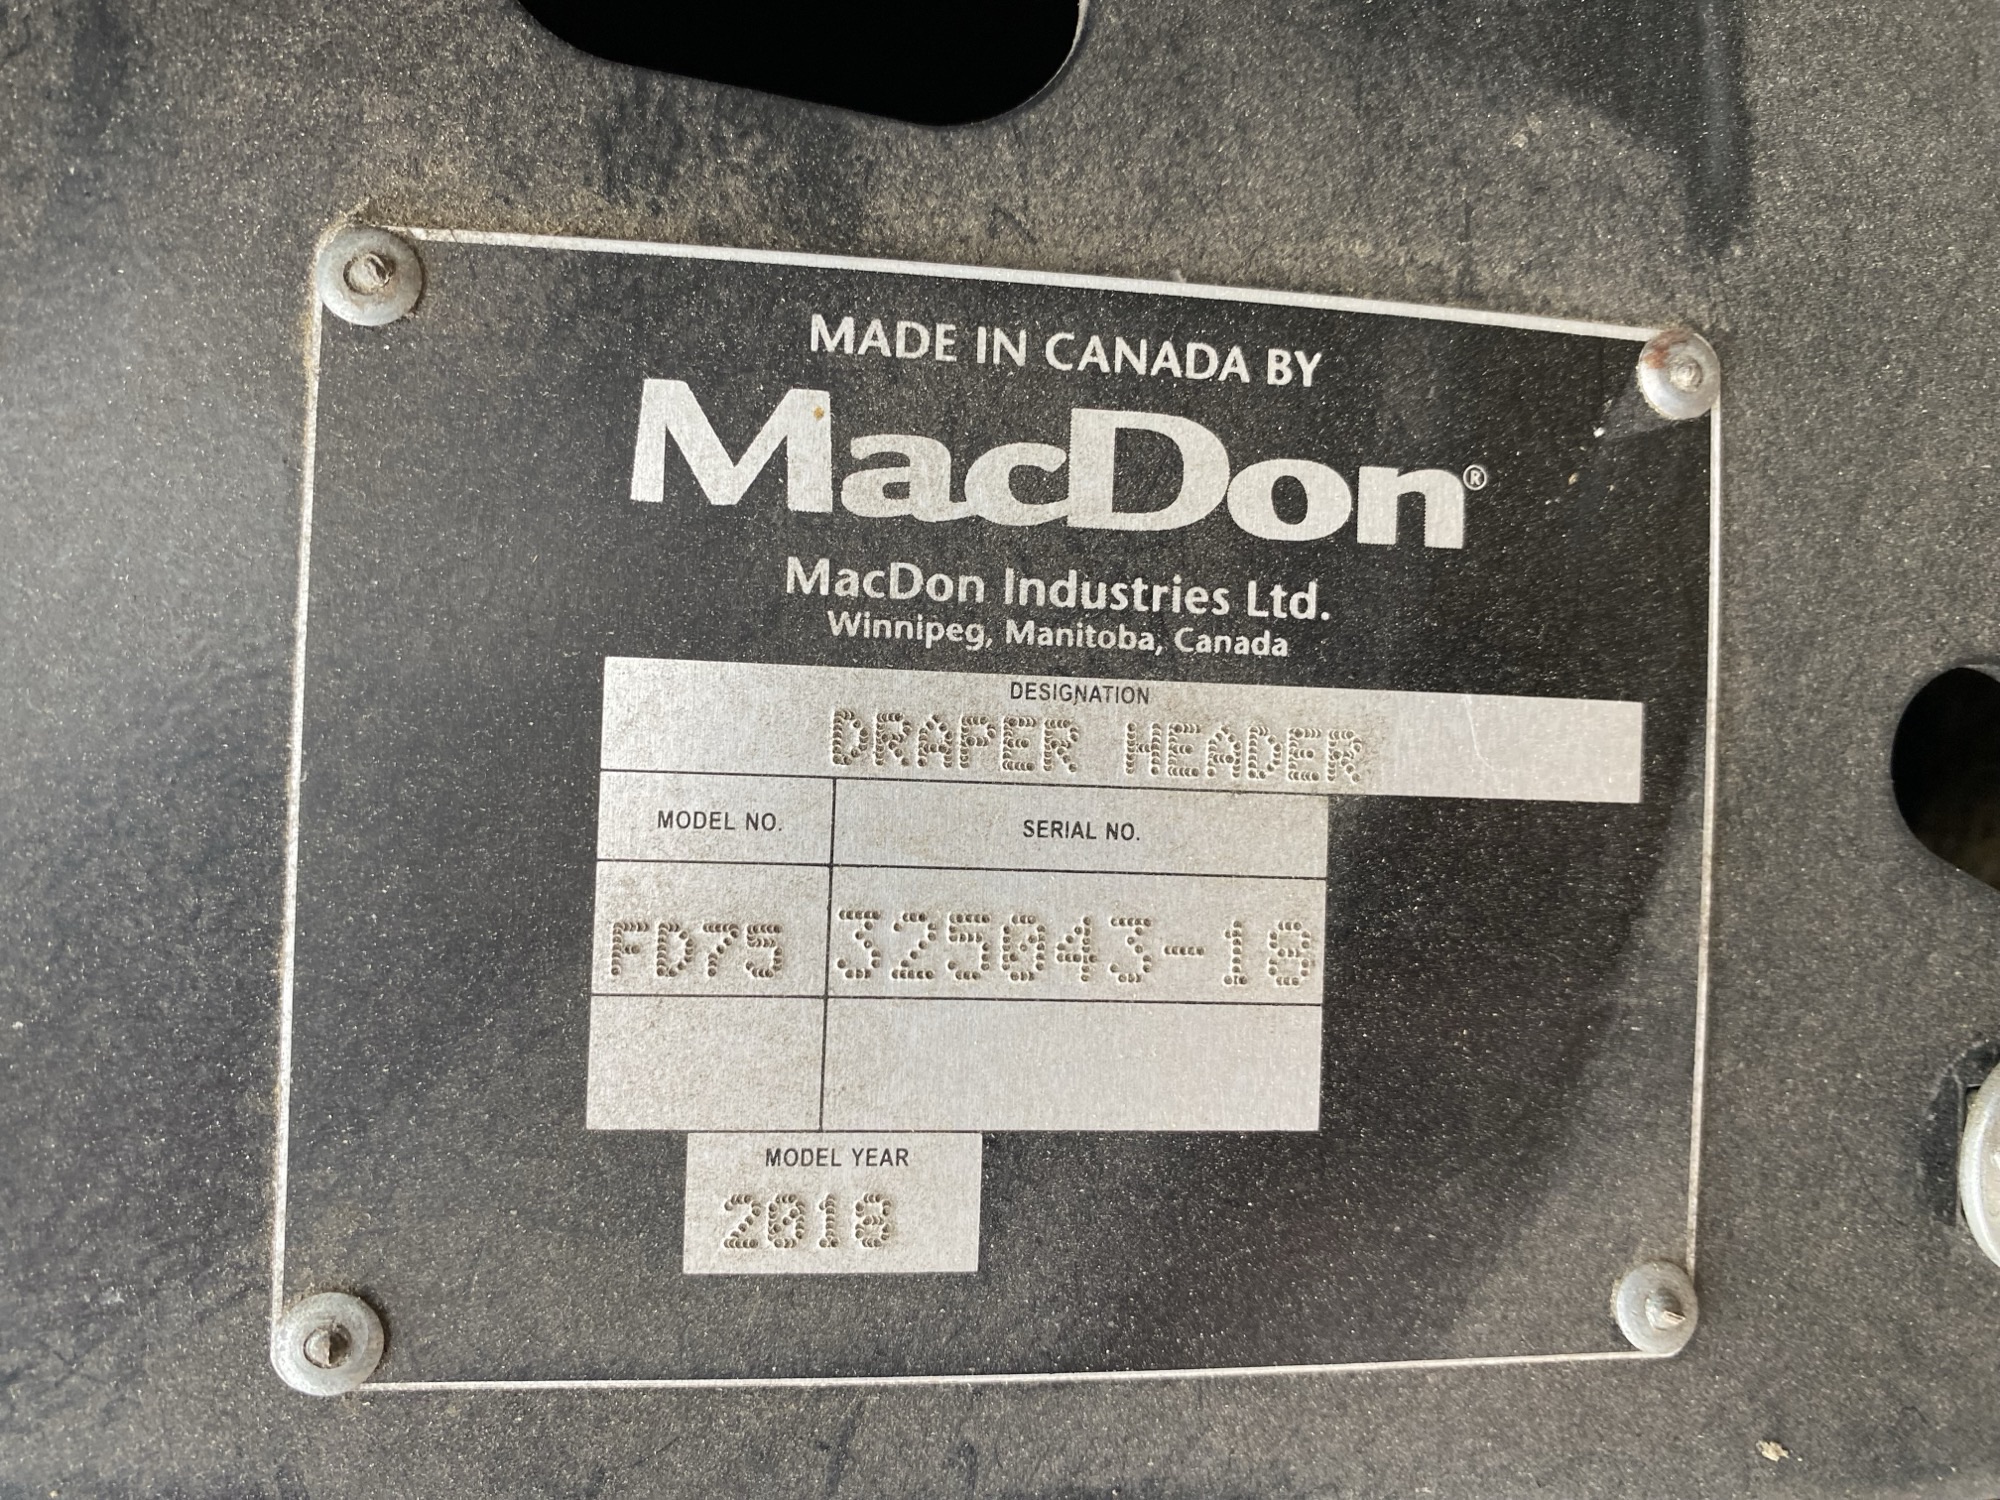 MADE IN CANADA BY
MacDon®
MacDon Industries Ltd.
Winnipeg, Manitoba, Canada
DESIGNATION
DRAPER HEADER
MODEL NO. SERIAL NO.
FD75 325043-18
MODEL YEAR
2018